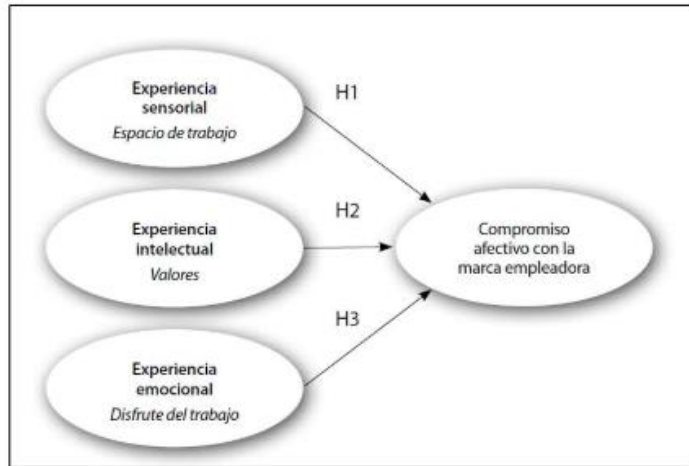 Experiencia
sensorial
Espacio de trabajo
H1
Experiencia
intelectual
Valores
H2
Experiencia
emocional
Disfrute del trabajo
H3
Compromiso
afectivo con la
marca empleadora